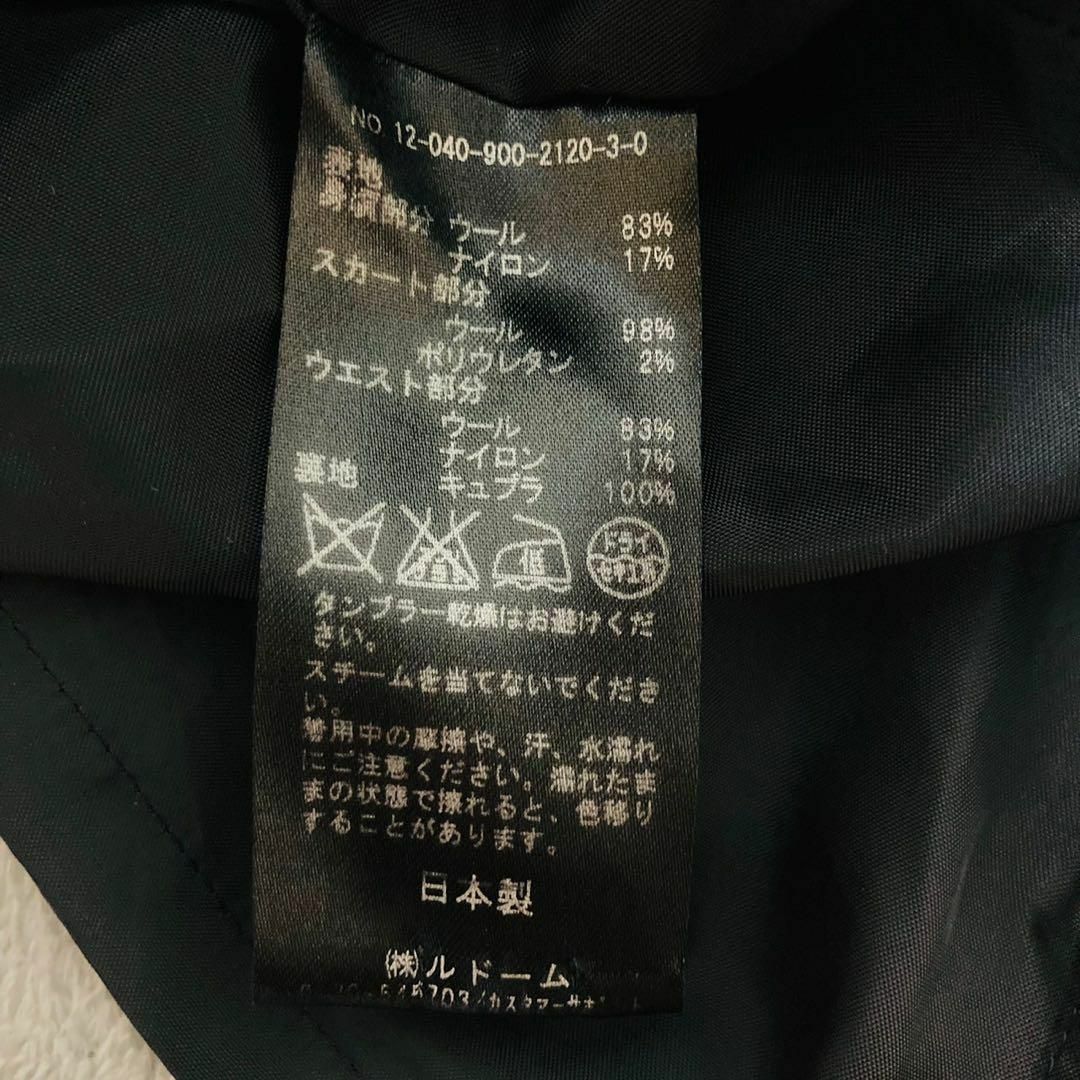 NO. 12-040-900-2120-3-0
表地
身頃部分 ウール 83%
ナイロン 17%
スカート部分
ウール 98%
ポリウレタン 2%
ウエスト部分
ウール 83%
ナイロン 17%
裏地 キュプラ 100%
低 ドライ
タンブラー乾燥はお避けくだ
さい。
スチームを当てないでくださ
い。
着用中の摩擦や、汗、水濡れ
にご注意ください。濡れたま
まの状態で擦れると、色移り
することがあります。
日本製
(株)ルドーム